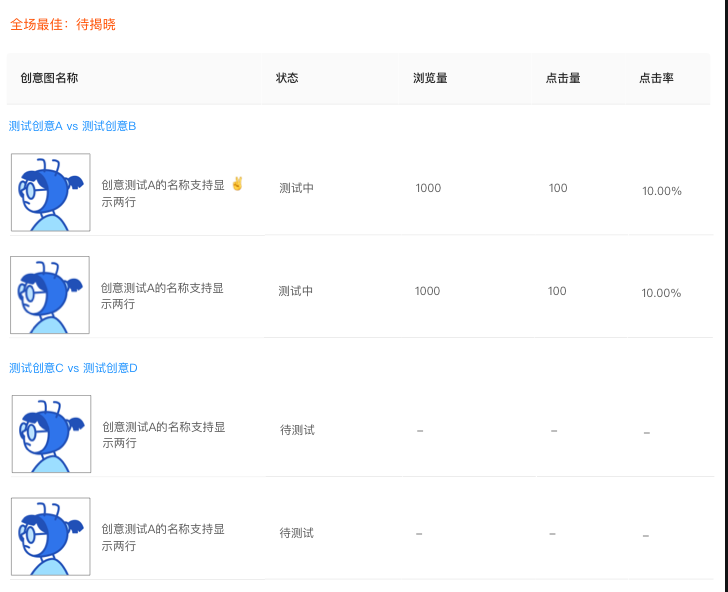 全场最佳：待揭晓
创意图名称 状态 浏览量 点击量 点击率
测试创意A vs 测试创意B
创意测试A的名称支持显 ✌️
示两行
测试中 1000 100 10.00%
创意测试A的名称支持显
示两行
测试中 1000 100 10.00%
测试创意C vs 测试创意D
创意测试A的名称支持显
示两行
待测试 – – –
创意测试A的名称支持显
示两行
待测试 – – –